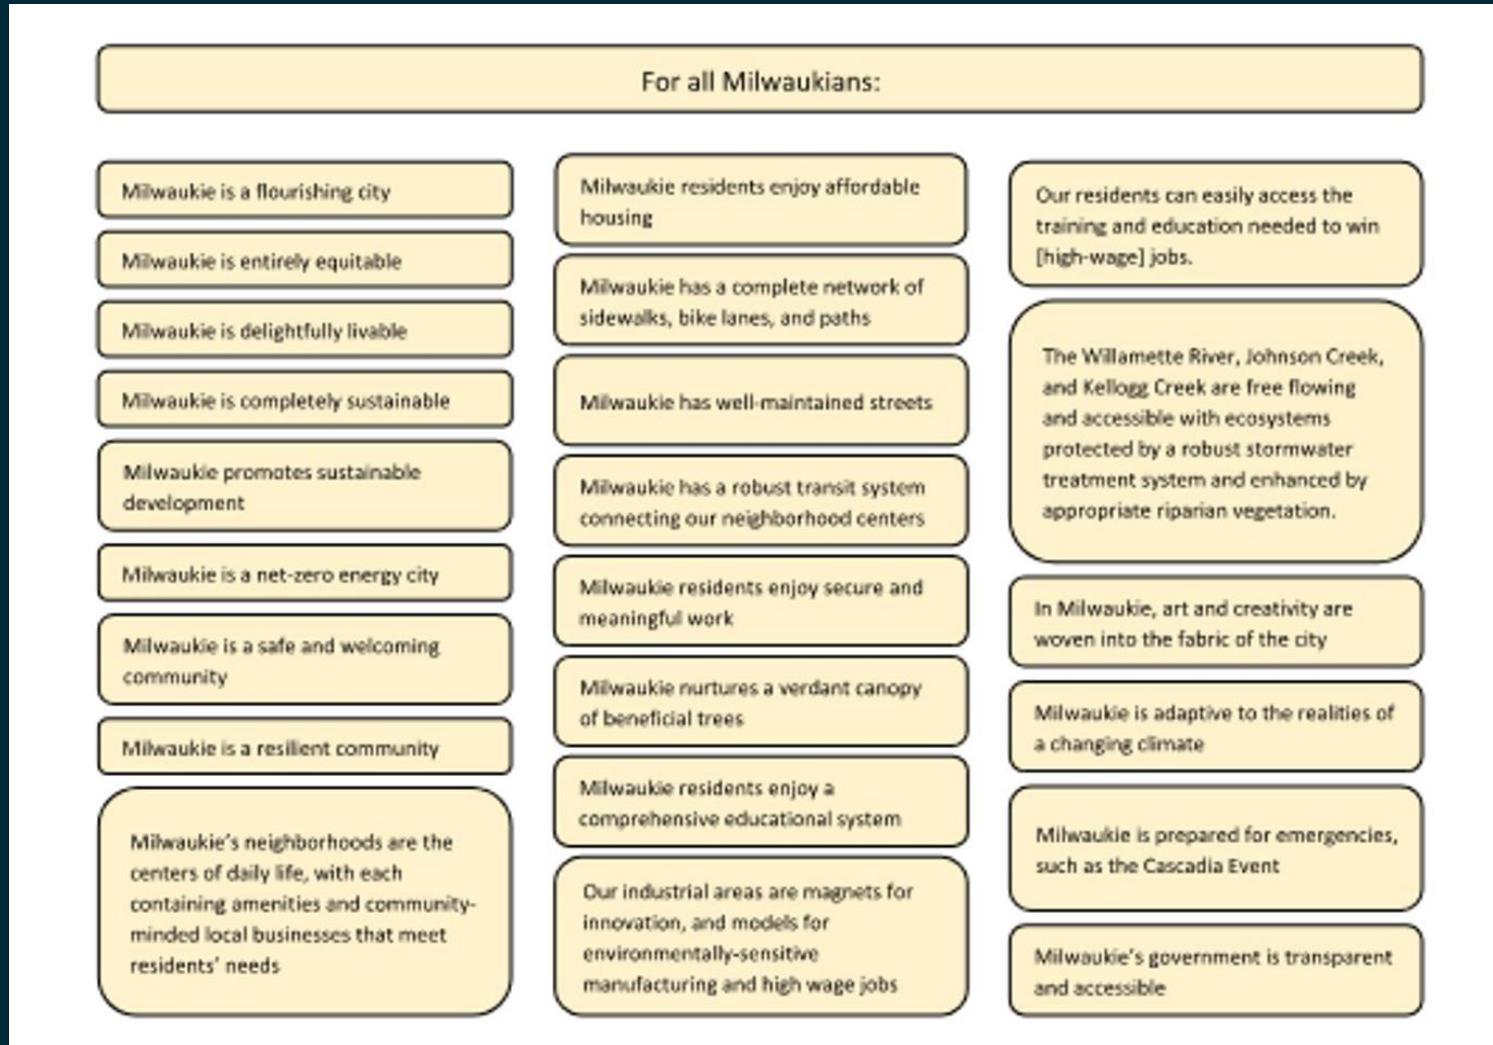 For all Milwaukians:
Milwaukie is a flourishing city
Milwaukie is entirely equitable
Milwaukie is delightfully livable
Milwaukie is completely sustainable
Milwaukie promotes sustainable
development
Milwaukie is a net-zero energy city
Milwaukie is a safe and welcoming
community
Milwaukie is a resilient community
Milwaukie's neighborhoods are the
centers of daily life, with each
containing amenities and community-
minded local businesses that meet
residents' needs
Milwaukie residents enjoy affordable
housing
Milwaukie has a complete network of
sidewalks, bike lanes, and paths
Milwaukie has well-maintained streets
Milwaukie has a robust transit system
connecting our neighborhood centers
Milwaukie residents enjoy secure and
meaningful work
Milwaukie nurtures a verdant canopy
of beneficial trees
Milwaukie residents enjoy a
comprehensive educational system
Our industrial areas are magnets for
innovation, and models for
environmentally-sensitive
manufacturing and high wage jobs
Our residents can easily access the
training and education needed to win
[high-wage] jobs.
The Willamette River, Johnson Creek,
and Kellogg Creek are free flowing
and accessible with ecosystems
protected by a robust stormwater
treatment system and enhanced by
appropriate riparian vegetation.
In Milwaukie, art and creativity are
woven into the fabric of the city
Milwaukie is adaptive to the realities of
a changing climate
Milwaukie is prepared for emergencies,
such as the Cascadia Event
Milwaukie's government is transparent
and accessible